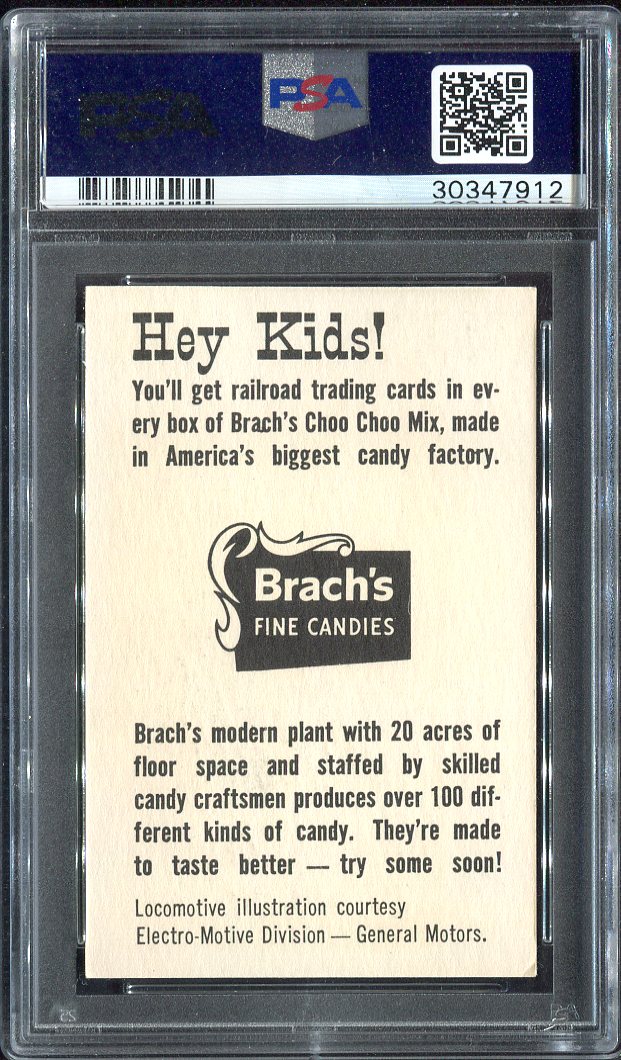 PSA
PSA
30347912
Hey Kids!
You'll get railroad trading cards in ev-
ery box of Brach's Choo Choo Mix, made
in America's biggest candy factory.
Brach's
FINE CANDIES
Brach's modern plant with 20 acres of
floor space and staffed by skilled
candy craftsmen produces over 100 dif-
ferent kinds of candy. They're made
to taste better — try some soon!
Locomotive illustration courtesy
Electro-Motive Division — General Motors.